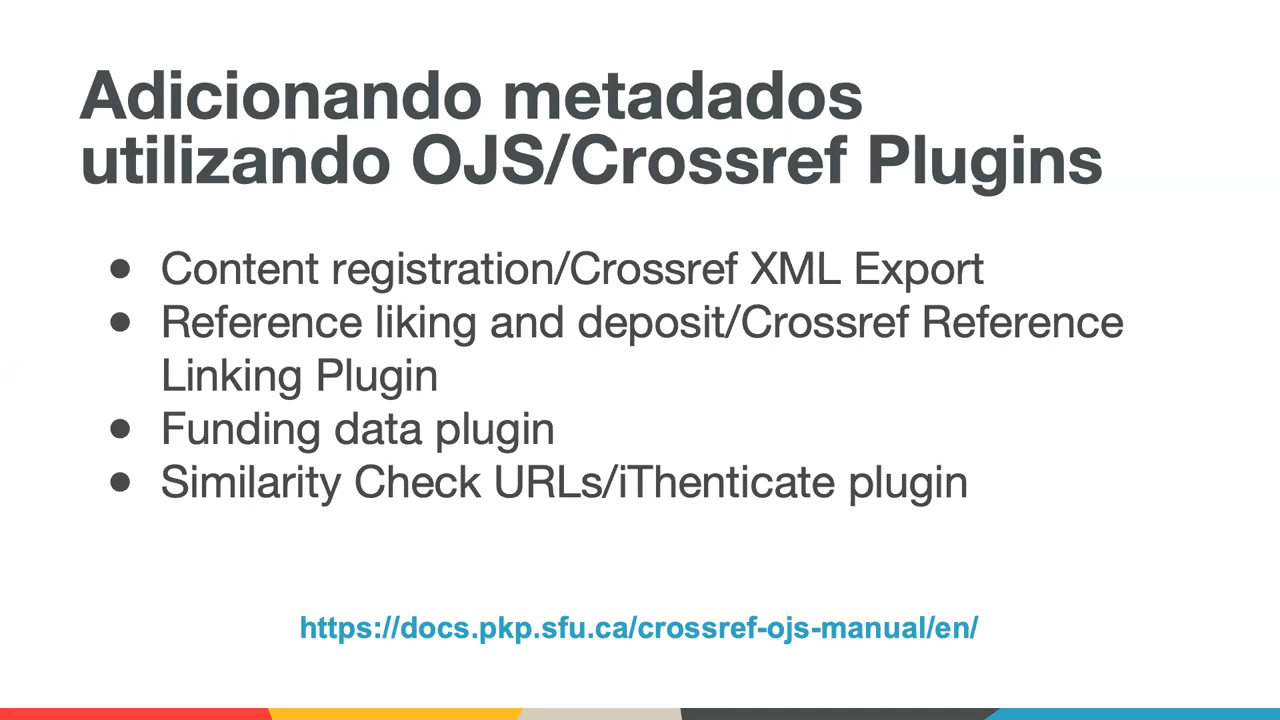 Adicionando metadados
utilizando OJS/Crossref Plugins
● Content registration/Crossref XML Export
● Reference liking and deposit/Crossref Reference
Linking Plugin
● Funding data plugin
● Similarity Check URLs/iThenticate plugin
https://docs.pkp.sfu.ca/crossref-ojs-manual/en/